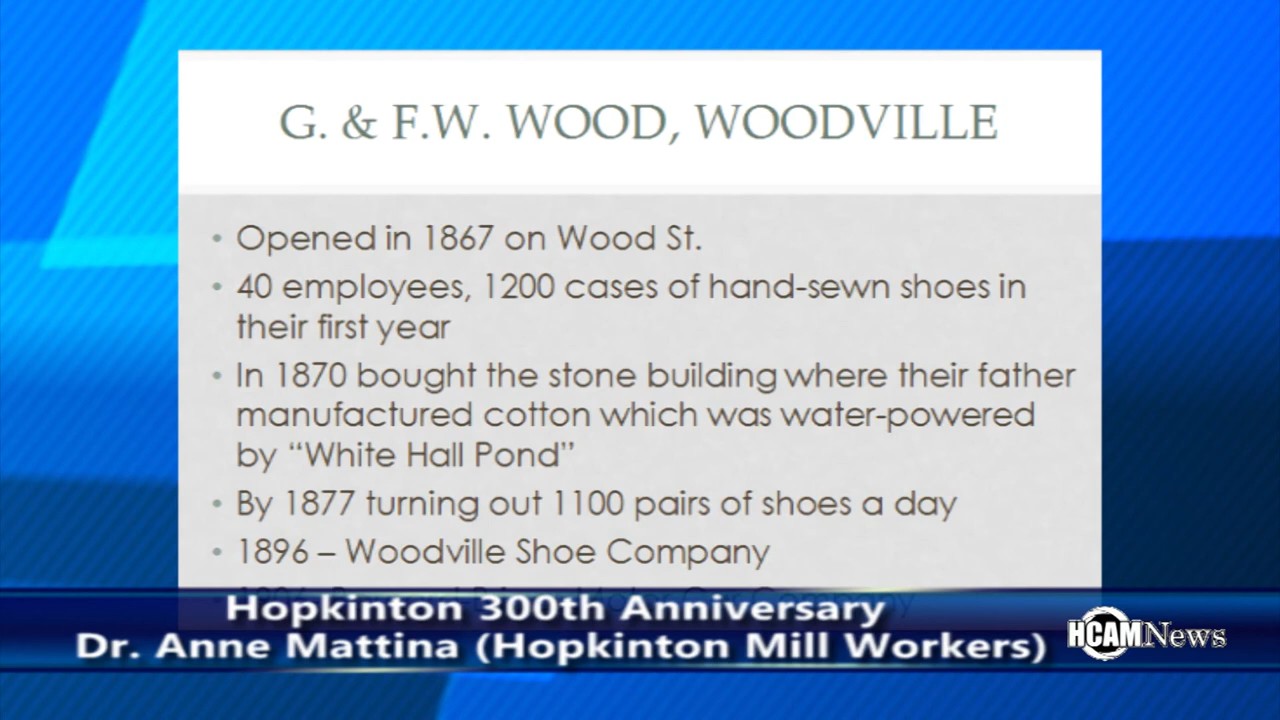 G. & F.W. WOOD, WOODVILLE
• Opened in 1867 on Wood St.
• 40 employees, 1200 cases of hand-sewn shoes in
their first year
• In 1870 bought the stone building where their father
manufactured cotton which was water-powered
by “White Hall Pond”
• By 1877 turning out 1100 pairs of shoes a day
• 1896 – Woodville Shoe Company
Hopkinton 300th Anniversary
Dr. Anne Mattina (Hopkinton Mill Workers)
HCAMNews